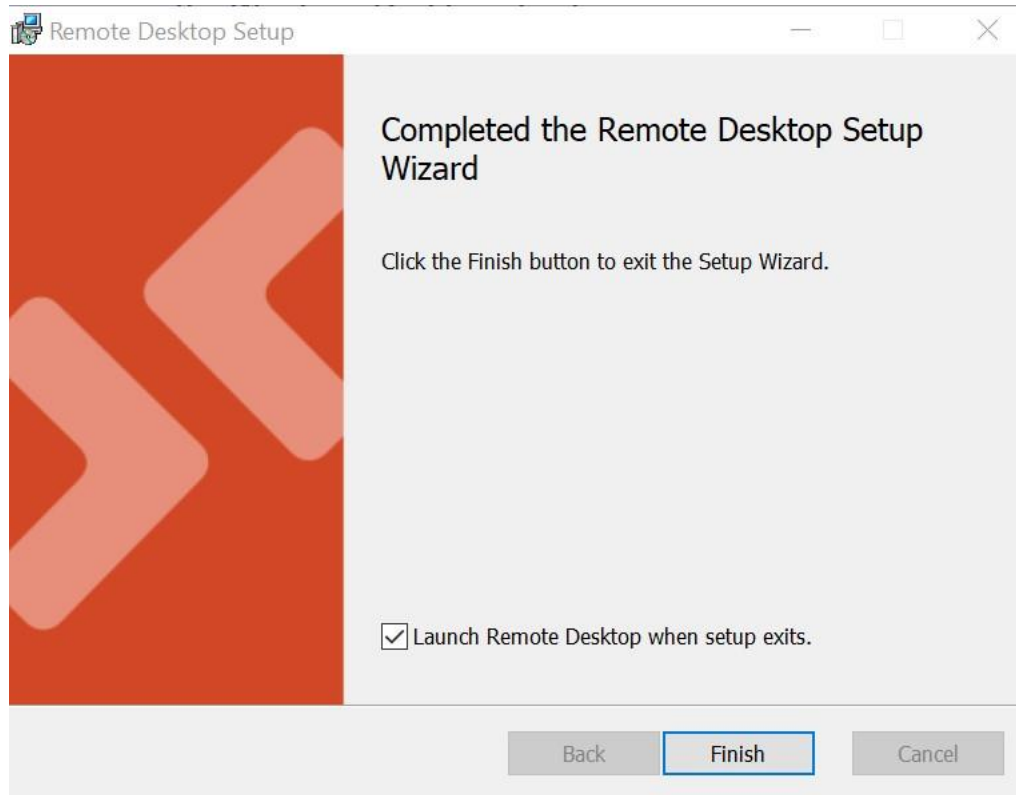 Remote Desktop Setup
Completed the Remote Desktop Setup
Wizard
Click the Finish button to exit the Setup Wizard.
Launch Remote Desktop when setup exits.
Back
Finish
Cancel